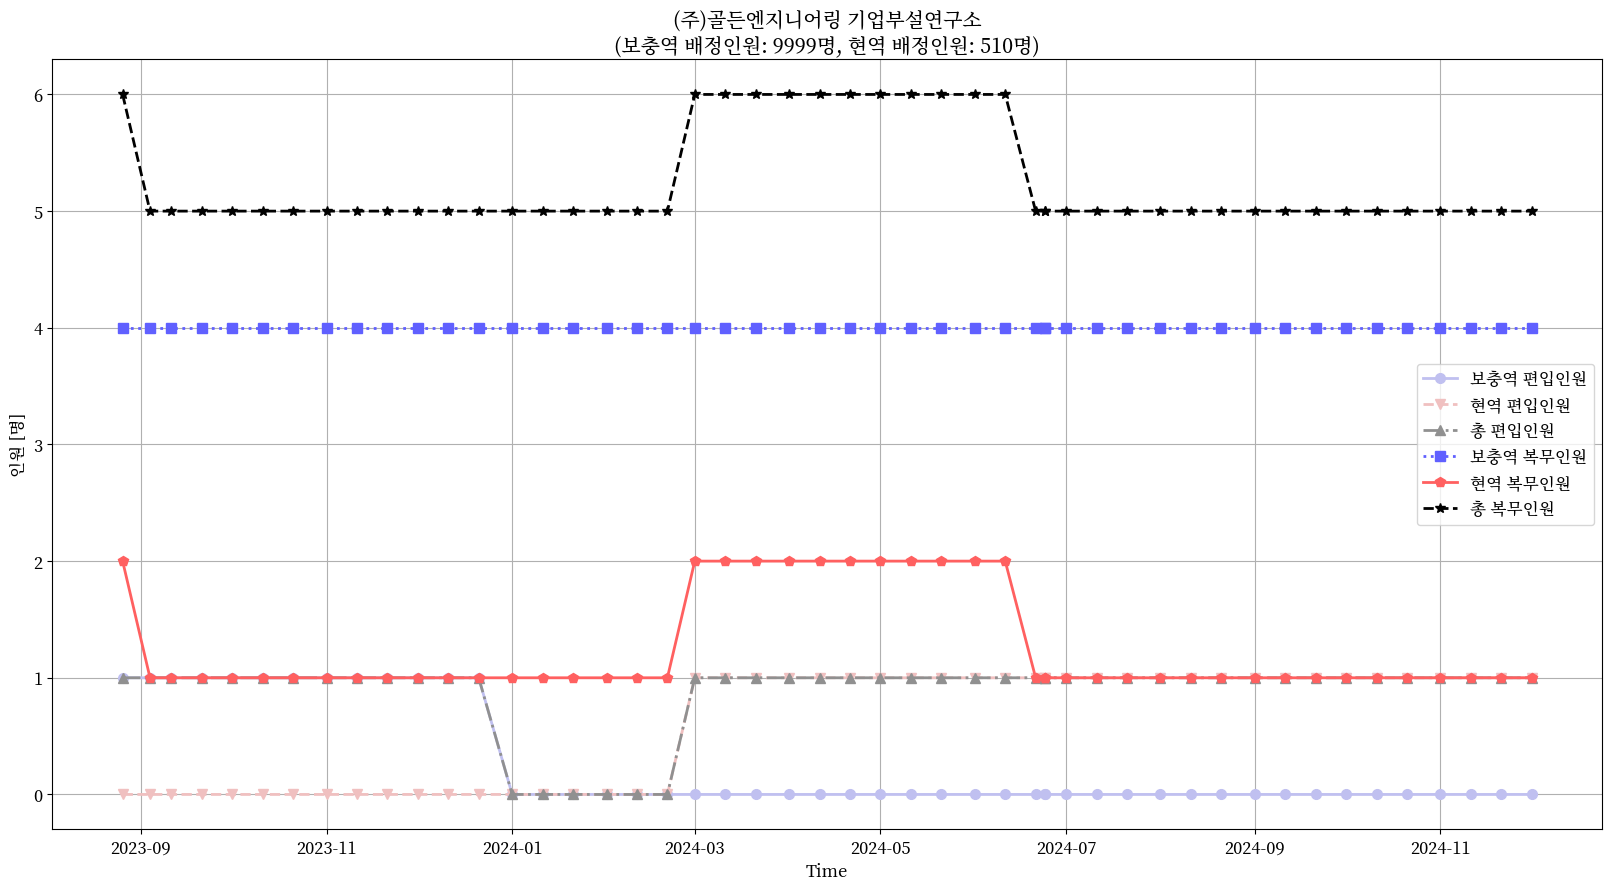 (주)골든엔지니어링 기업부설연구소
(보충역 배정인원: 9999명, 현역 배정인원: 510명)
인원 [명]
6
5
4
3
2
1
0
보충역 편입인원
현역 편입인원
총 편입인원
보충역 복무인원
현역 복무인원
총 복무인원
2023-09 2023-11 2024-01 2024-03 2024-05 2024-07 2024-09 2024-11
Time